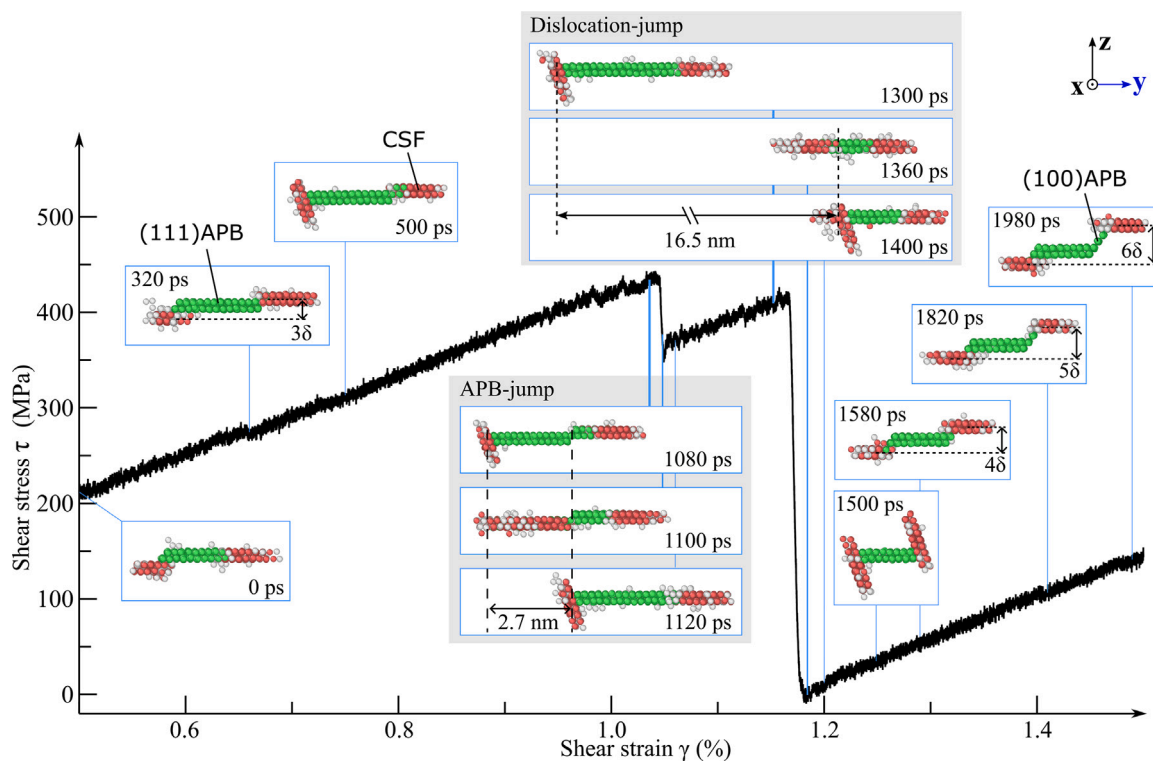 Dislocation-jump
1300 ps
1360 ps
16.5 nm
1400 ps
z
x
y
CSF
500 ps
(111)APB
320 ps
3δ
0 ps
APB-jump
1080 ps
1100 ps
2.7 nm
1120 ps
(100)APB
1980 ps
6δ
1820 ps
5δ
1580 ps
4δ
1500 ps
Shear stress τ (MPa)
500
400
300
200
100
0
0.6
0.8
1.0
1.2
1.4
Shear strain γ (%)